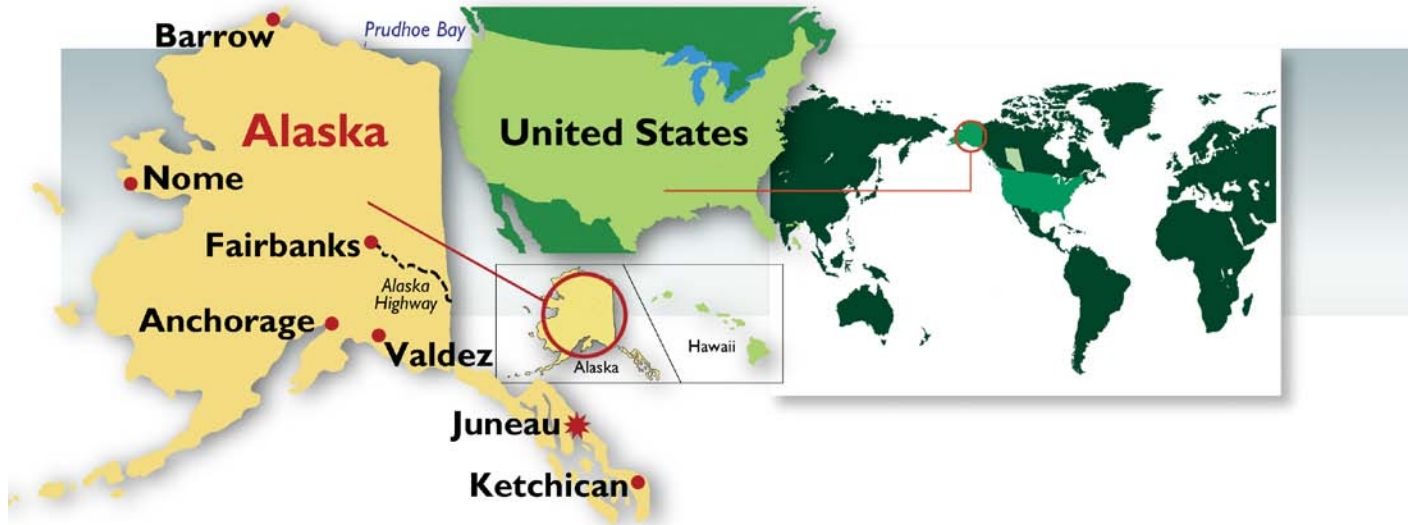 Barrow
Prudhoe Bay
Alaska
United States
Nome
Fairbanks
Alaska
Highway
Anchorage
Valdez
Alaska
Hawaii
Juneau
Ketchican